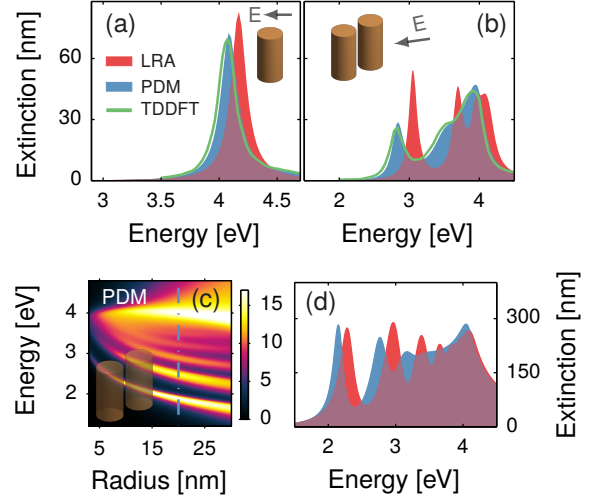 (a)
E
(b)
E
LRA
PDM
TDDFT
Extinction [nm]
60
30
0
3
3.5
4
4.5
2
3
4
Energy [eV]
Energy [eV]
PDM
(c)
(d)
Energy [eV]
4
3
2
15
10
5
0
5
15
25
Radius [nm]
300
150
0
Extinction [nm]
2
3
4
Energy [eV]